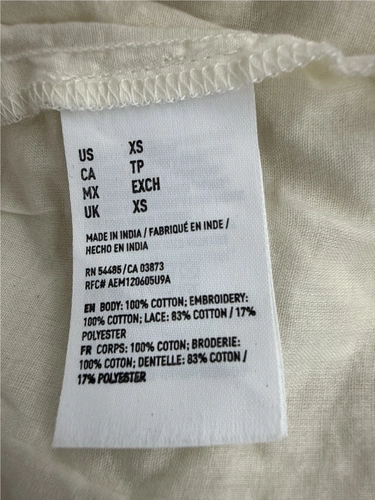 US XS
CA TP
MX EXCH
UK XS
MADE IN INDIA / FABRIQUÉ EN INDE /
HECHO EN INDIA
RN 54485 / CA 03873
RFC# AEM120605U9A
EN BODY: 100% COTTON; EMBROIDERY:
100% COTTON; LACE: 83% COTTON / 17%
POLYESTER
FR CORPS: 100% COTON; BRODERIE:
100% COTON; DENTELLE: 83% COTON /
17% POLYESTER